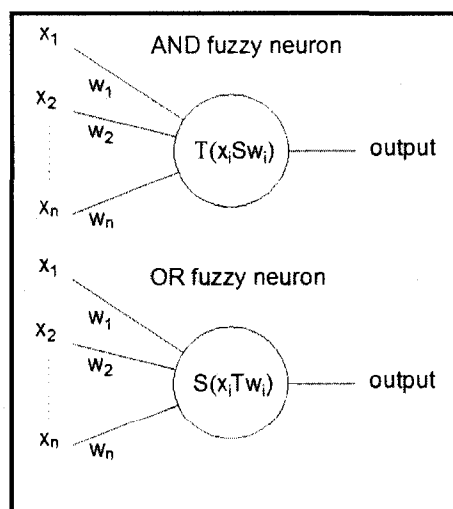 x₁
AND fuzzy neuron
w₁
x₂
w₂
T(xᵢSwᵢ)
output
xₙ
wₙ
x₁
OR fuzzy neuron
w₁
x₂
w₂
S(xᵢTwᵢ)
output
xₙ
wₙ